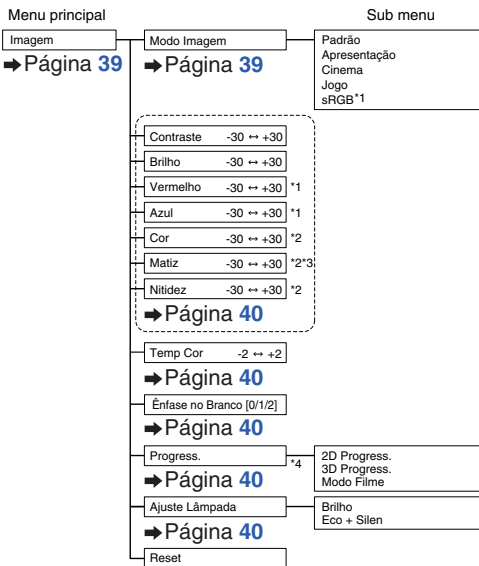 Menu principal
Sub menu
Imagem
➡Página 39
Modo Imagem
➡Página 39
Padrão
Apresentação
Cinema
Jogo
sRGB*1
Contraste -30 ↔ +30
Brilho -30 ↔ +30
Vermelho -30 ↔ +30 *1
Azul -30 ↔ +30 *1
Cor -30 ↔ +30 *2
Matiz -30 ↔ +30 *2*3
Nitidez -30 ↔ +30 *2
➡Página 40
Temp Cor -2 ↔ +2
➡Página 40
Ênfase no Branco [0/1/2]
➡Página 40
Progress. *4
➡Página 40
2D Progress.
3D Progress.
Modo Filme
Ajuste Lâmpada
➡Página 40
Brilho
Eco + Silen
Reset